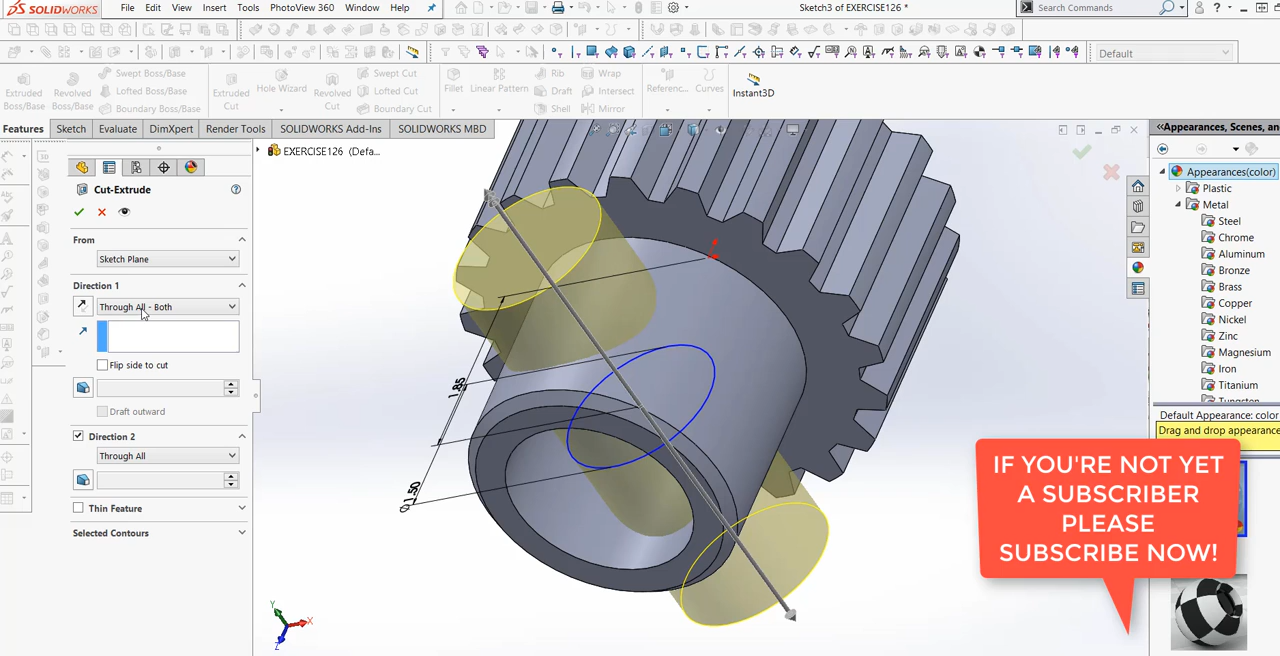 SOLIDWORKS File Edit View Insert Tools PhotoView 360 Window Help Sketch3 of EXERCISE126 * Search Commands
Default
Extruded Boss/Base
Revolved Boss/Base
Swept Boss/Base
Lofted Boss/Base
Boundary Boss/Base
Extruded Cut
Hole Wizard
Revolved Cut
Swept Cut
Lofted Cut
Boundary Cut
Fillet
Linear Pattern
Rib
Draft
Shell
Wrap
Intersect
Mirror
Referenc...
Curves
Instant3D
Features Sketch Evaluate DimXpert Render Tools SOLIDWORKS Add-Ins SOLIDWORKS MBD
EXERCISE126 (Defa...
Cut-Extrude
From
Sketch Plane
Direction 1
Through All - Both
Flip side to cut
Draft outward
Direction 2
Through All
Thin Feature
Selected Contours
1.85
Ø1.50
Y
X
Z
Appearances, Scenes, an
Appearances(color)
Plastic
Metal
Steel
Chrome
Aluminum
Bronze
Brass
Copper
Nickel
Zinc
Magnesium
Iron
Titanium
Tungsten
Default Appearance: color
Drag and drop appearance
IF YOU'RE NOT YET
A SUBSCRIBER
PLEASE
SUBSCRIBE NOW!